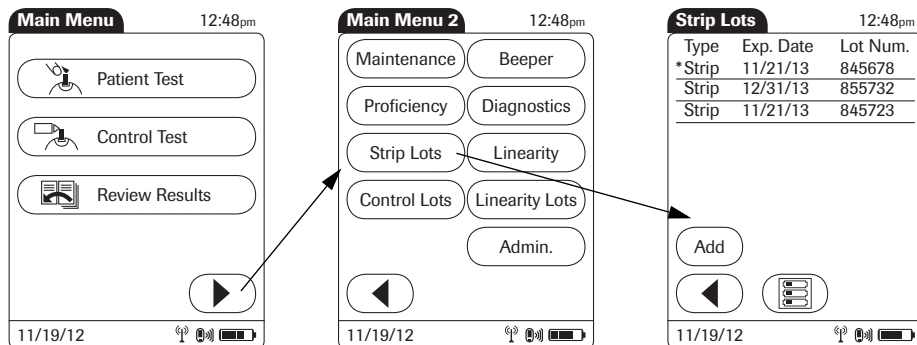 Main Menu 12:48pm
Patient Test
Control Test
Review Results
11/19/12
Main Menu 2 12:48pm
Maintenance Beeper
Proficiency Diagnostics
Strip Lots Linearity
Control Lots Linearity Lots
Admin.
11/19/12
Strip Lots 12:48pm
Type Exp. Date Lot Num.
*Strip 11/21/13 845678
Strip 12/31/13 855732
Strip 11/21/13 845723
Add
11/19/12